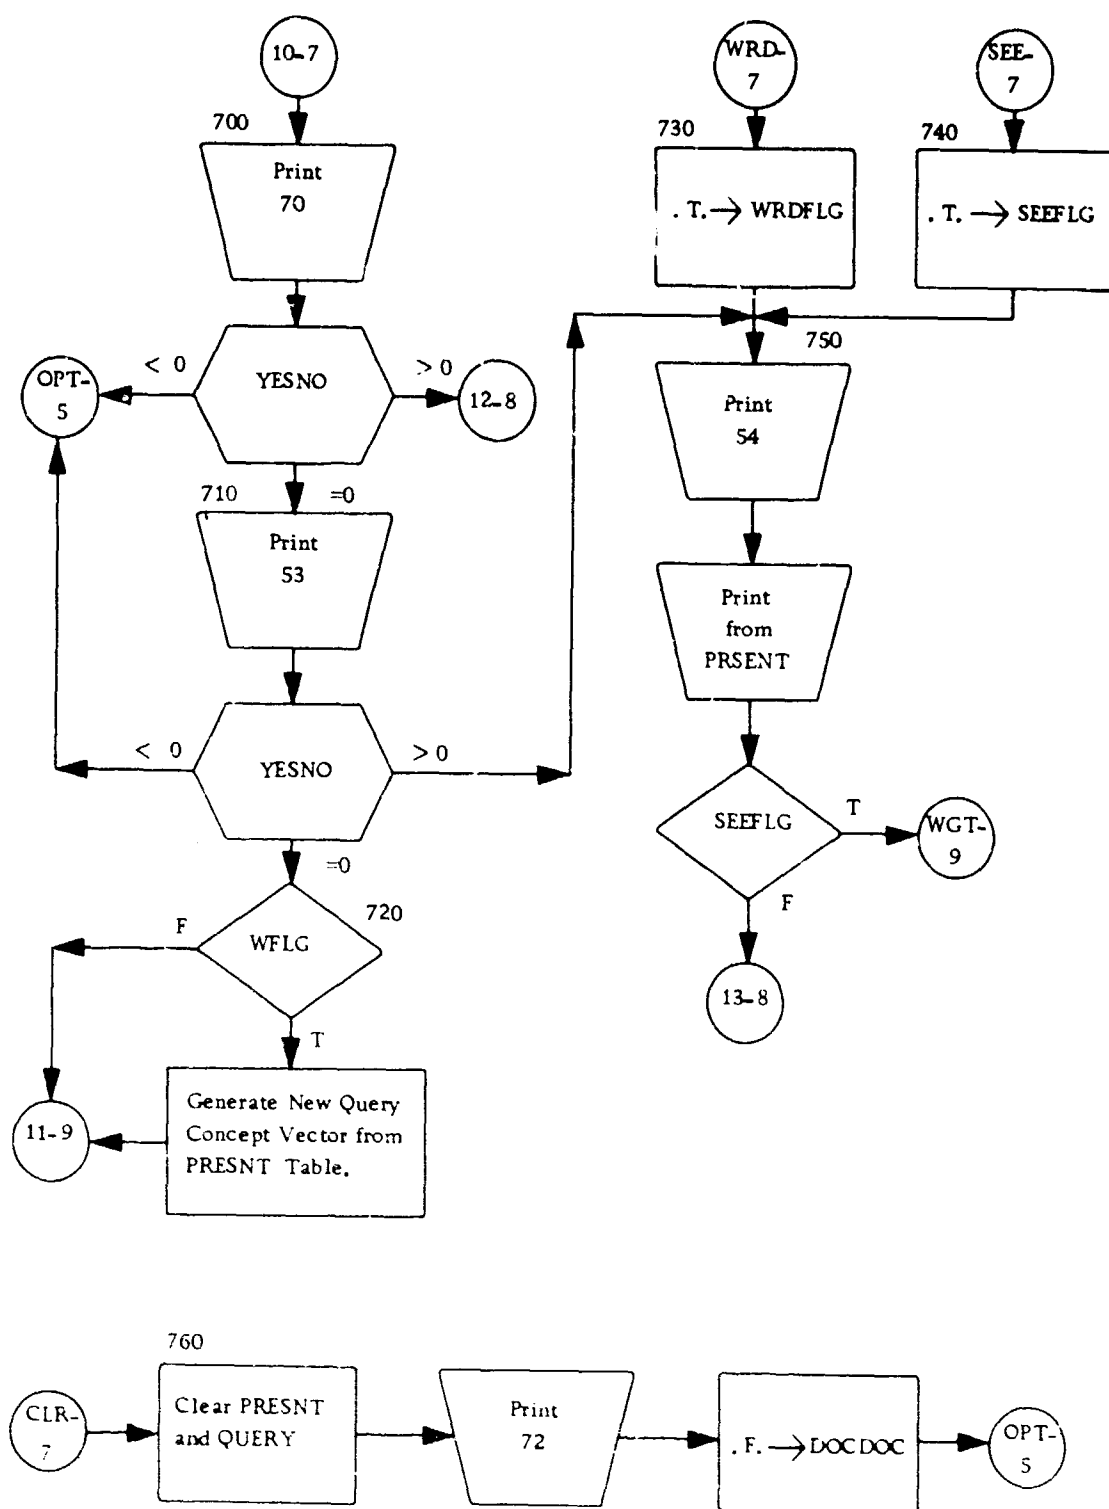 10-7
700
Print
70
< 0
YESNO
> 0
OPT-
5
12-8
710
=0
Print
53
< 0
YESNO
> 0
=0
720
F
WFLG
T
11-9
Generate New Query
Concept Vector from
PRESNT Table.
WRD-
7
SEE-
7
730
740
. T. → WRDFLG
. T. → SEEFLG
750
Print
54
Print
from
PRSENT
SEEFLG
T
WGT-
9
F
13-8
760
CLR-
7
Clear PRESNT
and QUERY
Print
72
. F. → DOCDOC
OPT-
5